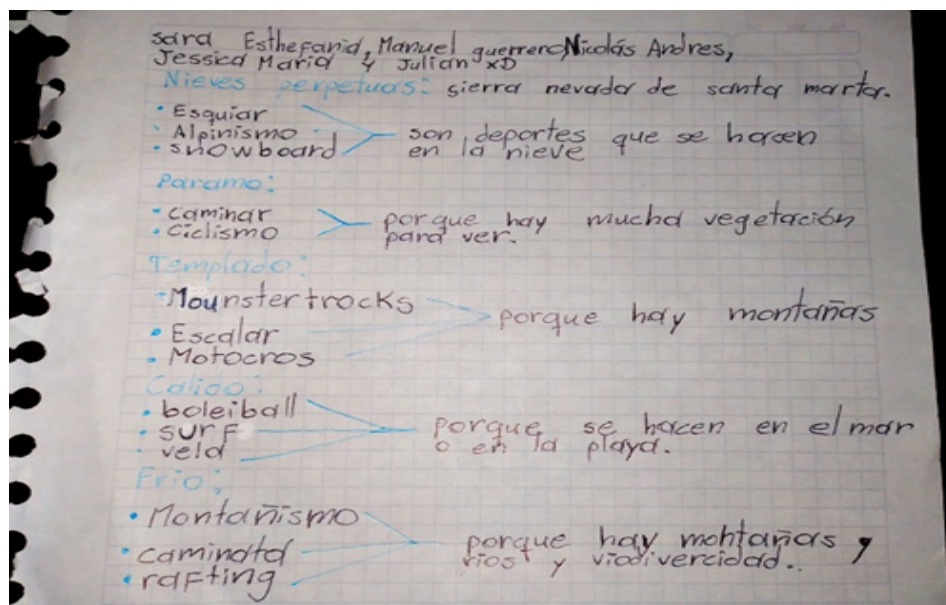 Sara Esthefania, Manuel guerrero, Nicolás Andres,
Jessica Maria y Julian xD
Nieves perpetuas: sierra nevada de santa marta.
• Esquiar
• Alpinismo
• snowboard
son deportes que se hacen
en la nieve
Paramo:
• Caminar
• Ciclismo
porque hay mucha vegetación
para ver.
Templado:
• Mounstertrocks
• Escalar
• Motocros
porque hay montañas
Calido:
• boleiball
• surf
• vela
porque se hacen en el mar
o en la playa.
Frio;
• Montañismo
• caminata
• rafting
porque hay montañas y
rios y viodivercidad..